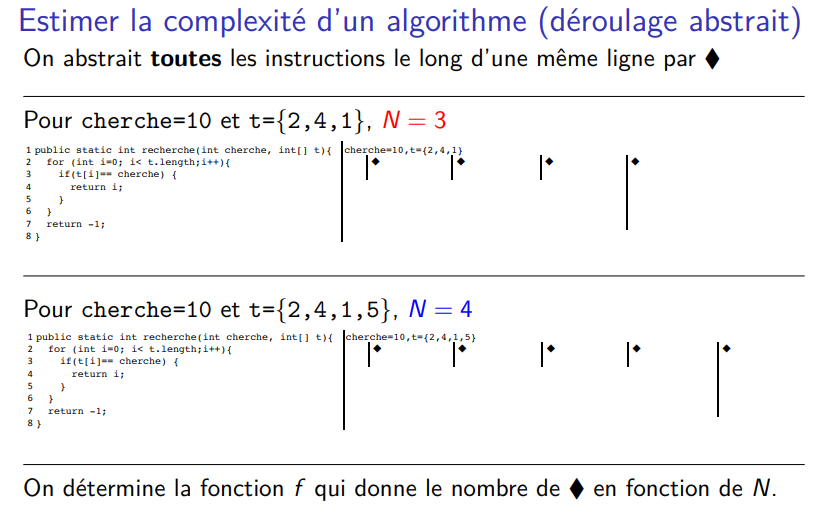 Estimer la complexité d'un algorithme (déroulage abstrait)
On abstrait toutes les instructions le long d'une même ligne par ♦
Pour cherche=10 et t={2,4,1}, N = 3
1 public static int recherche(int cherche, int[] t){ cherche=10,t={2,4,1}
2 for (int i=0; i< t.length;i++){ ♦ ♦ ♦ ♦
3 if(t[i]== cherche) {
4 return i;
5 }
6 }
7 return -1;
8 }
Pour cherche=10 et t={2,4,1,5}, N = 4
1 public static int recherche(int cherche, int[] t){ cherche=10,t={2,4,1,5}
2 for (int i=0; i< t.length;i++){ ♦ ♦ ♦ ♦ ♦
3 if(t[i]== cherche) {
4 return i;
5 }
6 }
7 return -1;
8 }
On détermine la fonction f qui donne le nombre de ♦ en fonction de N.